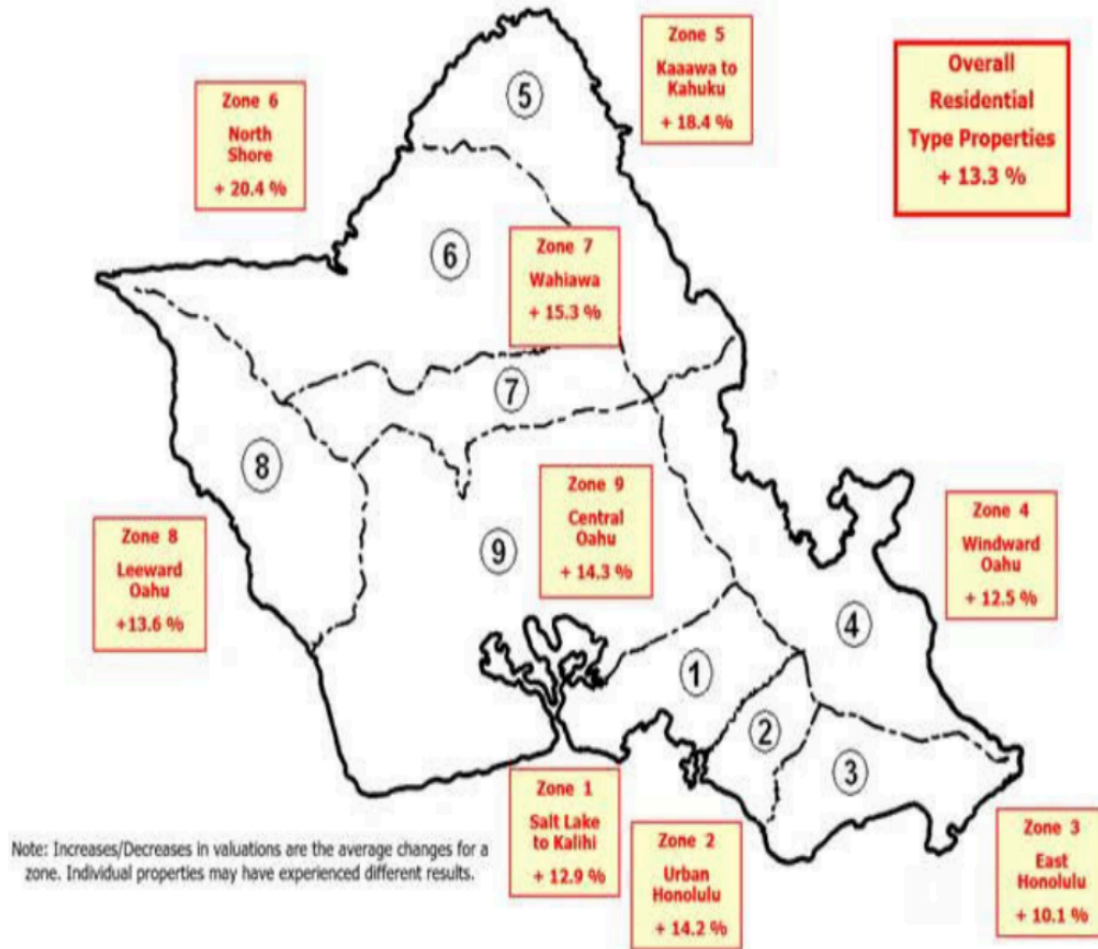 Zone 5
Kaaawa to
Kahuku
+ 18.4 %
Overall
Residential
Type Properties
+ 13.3 %
Zone 6
North
Shore
+ 20.4 %
5
6
Zone 7
Wahiawa
+ 15.3 %
7
8
Zone 9
Central
Oahu
+ 14.3 %
9
Zone 8
Leeward
Oahu
+13.6 %
Zone 4
Windward
Oahu
+ 12.5 %
4
1
2
3
Zone 1
Salt Lake
to Kalihi
+ 12.9 %
Zone 2
Urban
Honolulu
+ 14.2 %
Zone 3
East
Honolulu
+ 10.1 %
Note: Increases/Decreases in valuations are the average changes for a
zone. Individual properties may have experienced different results.